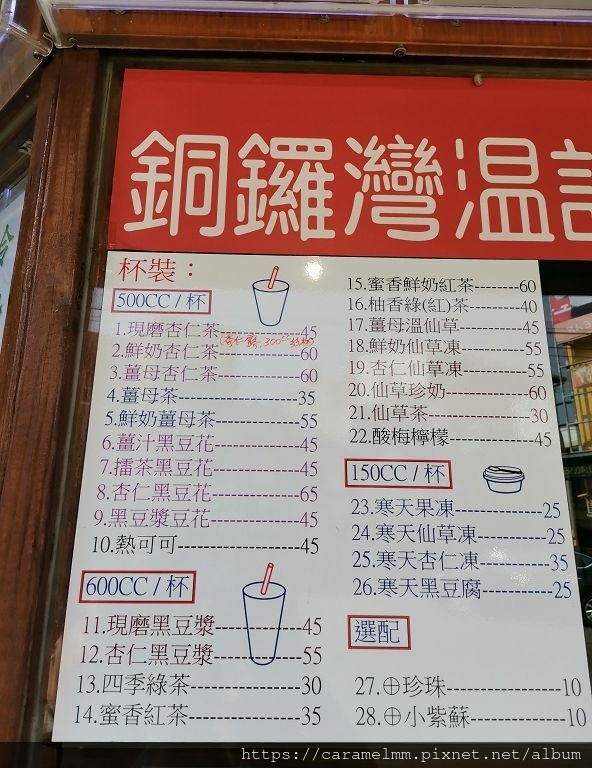 銅鑼灣温記
杯裝：
500CC / 杯
1.現磨杏仁茶-----------45
2.鮮奶杏仁茶-----------60
3.薑母杏仁茶-----------60
4.薑母茶---------------35
5.鮮奶薑母茶-----------55
6.薑汁黑豆花-----------45
7.擂茶黑豆花-----------45
8.杏仁黑豆花-----------65
9.黑豆漿豆花-----------45
10.熱可可--------------45
600CC / 杯
11.現磨黑豆漿----------45
12.杏仁黑豆漿----------55
13.四季綠茶------------30
14.蜜香紅茶------------35
15.蜜香鮮奶紅茶--------60
16.柚香綠(紅)茶--------40
17.薑母溫仙草----------45
18.鮮奶仙草凍----------55
19.杏仁仙草凍----------55
20.仙草珍奶------------60
21.仙草茶--------------30
22.酸梅檸檬------------45
150CC / 杯
23.寒天果凍------------25
24.寒天仙草凍----------25
25.寒天杏仁凍----------35
26.寒天黑豆腐----------25
選配
27.⊕珍珠---------------10
28.⊕小紫蘇-------------10
https://caramelmm.pixnet.net/album